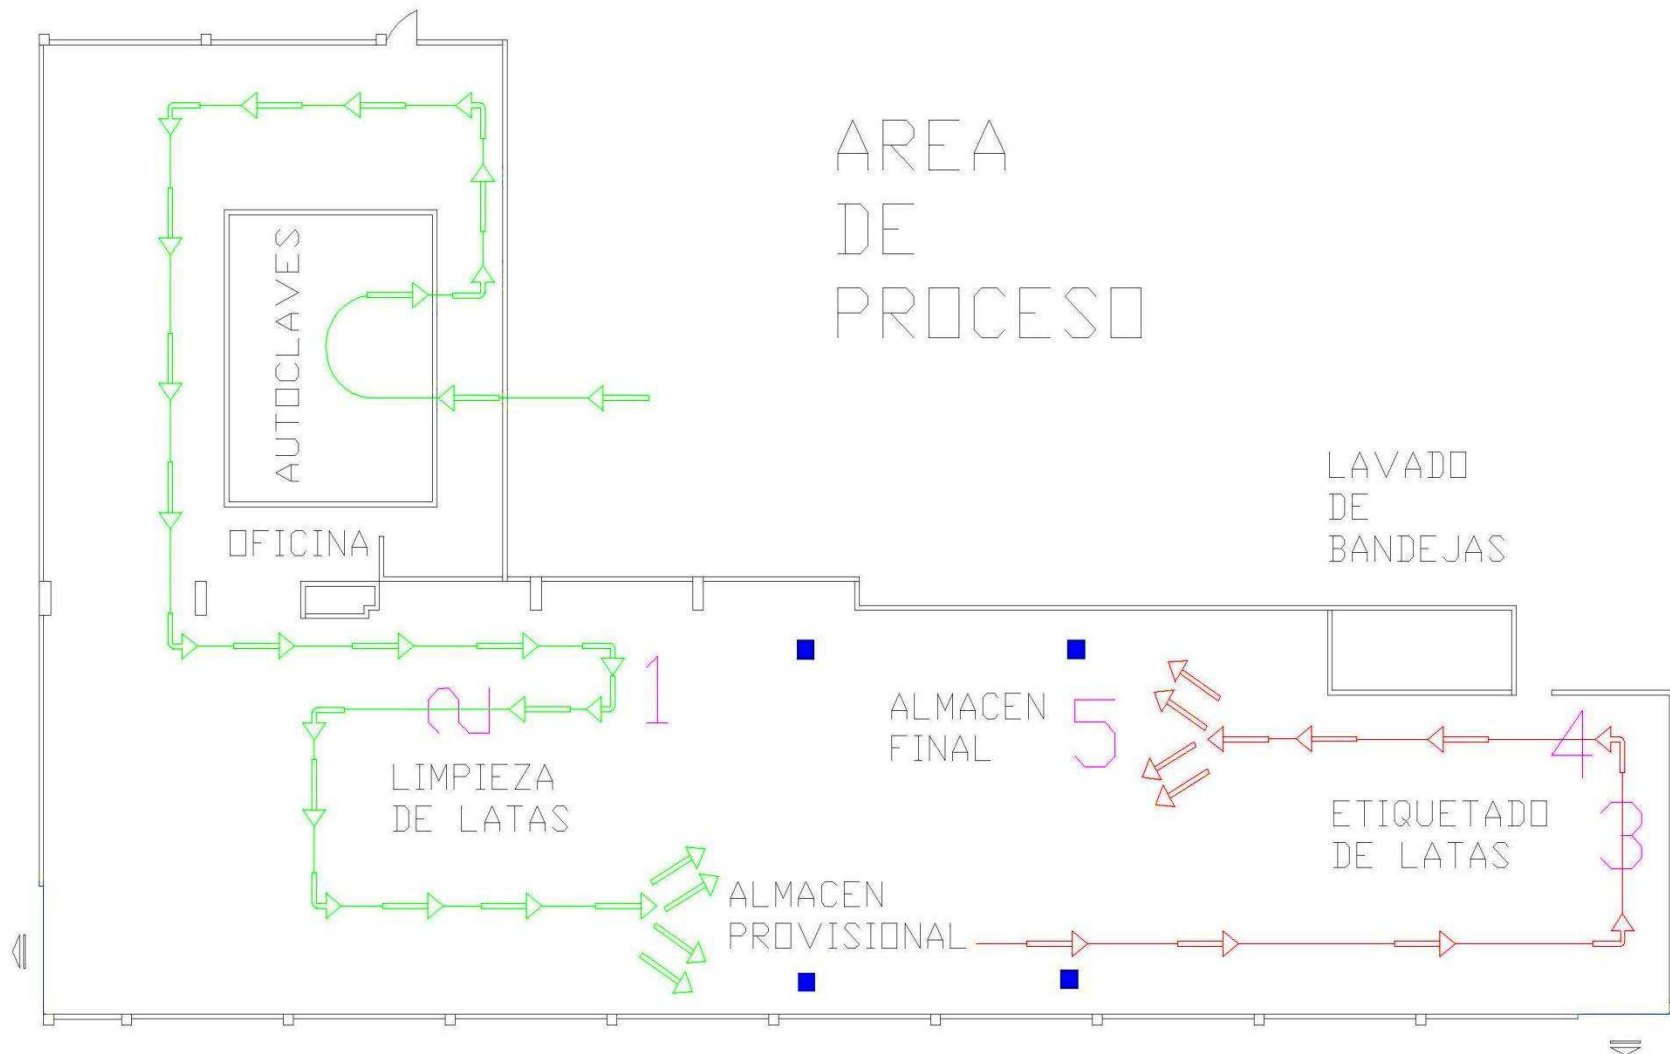 AREA
DE
PROCESO
AUTOCLAVES
OFICINA
LAVADO
DE
BANDEJAS
1
2
LIMPIEZA
DE LATAS
ALMACEN
FINAL
5
4
ETIQUETADO
DE LATAS
3
ALMACEN
PROVISIONAL